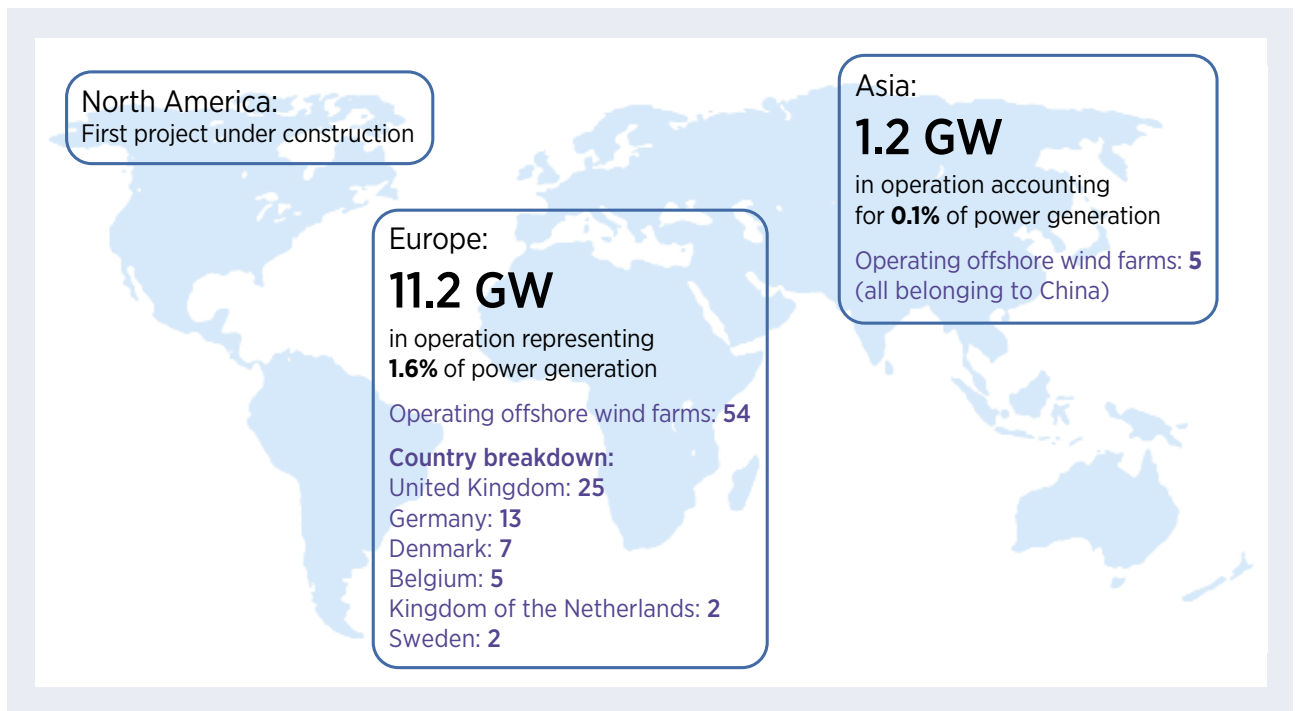 North America:
First project under construction
Europe:
11.2 GW
in operation representing
1.6% of power generation
Operating offshore wind farms: 54
Country breakdown:
United Kingdom: 25
Germany: 13
Denmark: 7
Belgium: 5
Kingdom of the Netherlands: 2
Sweden: 2
Asia:
1.2 GW
in operation accounting
for 0.1% of power generation
Operating offshore wind farms: 5
(all belonging to China)